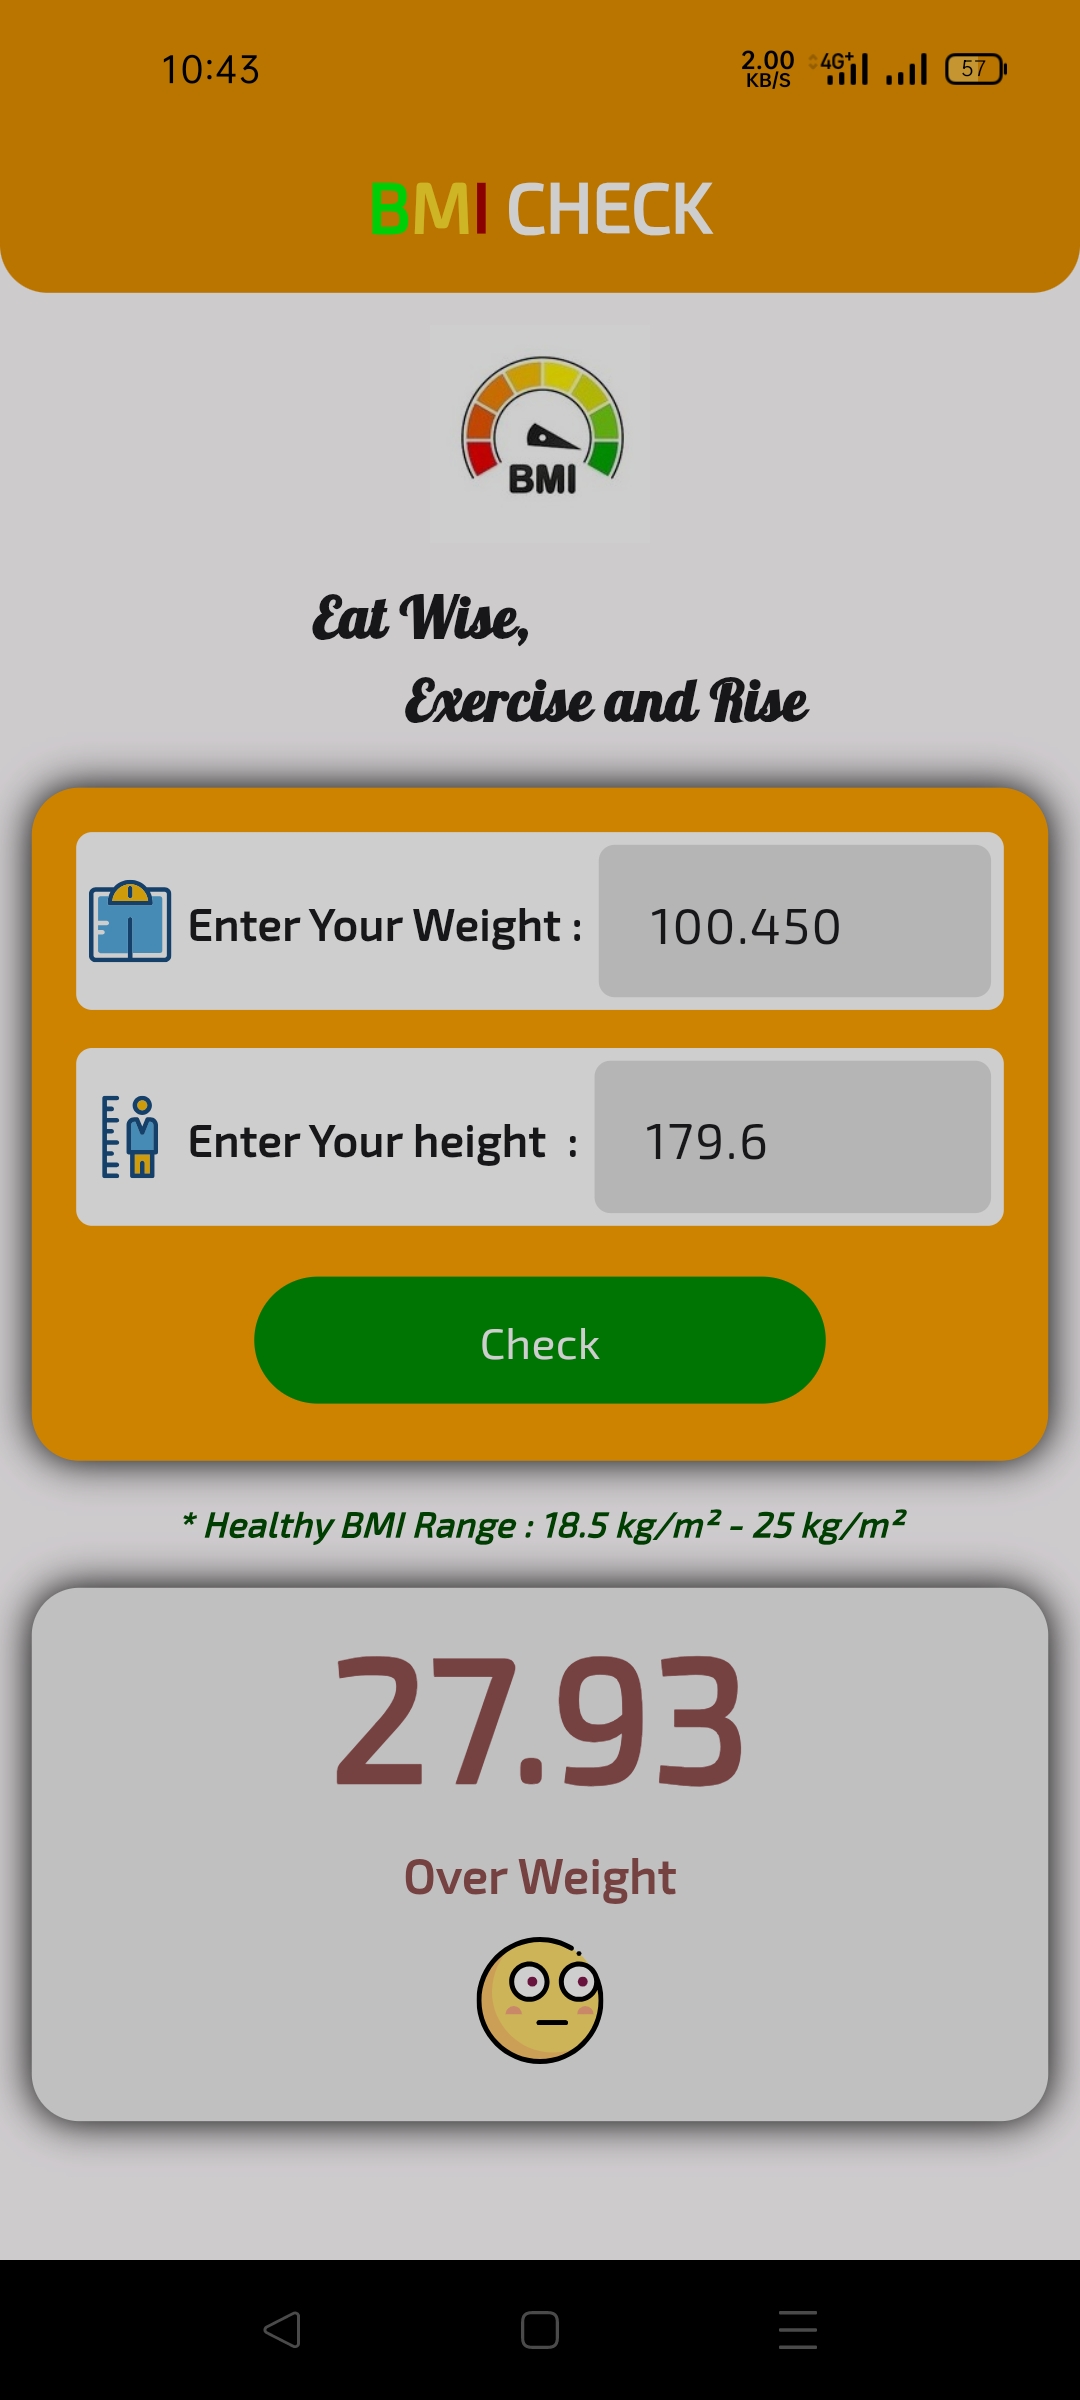 10:43 2.00 KB/S 4G+ 57
BMI CHECK
BMI
Eat Wise,
Exercise and Rise
Enter Your Weight : 100.450
Enter Your height : 179.6
Check
* Healthy BMI Range : 18.5 kg/m² - 25 kg/m²
27.93
Over Weight